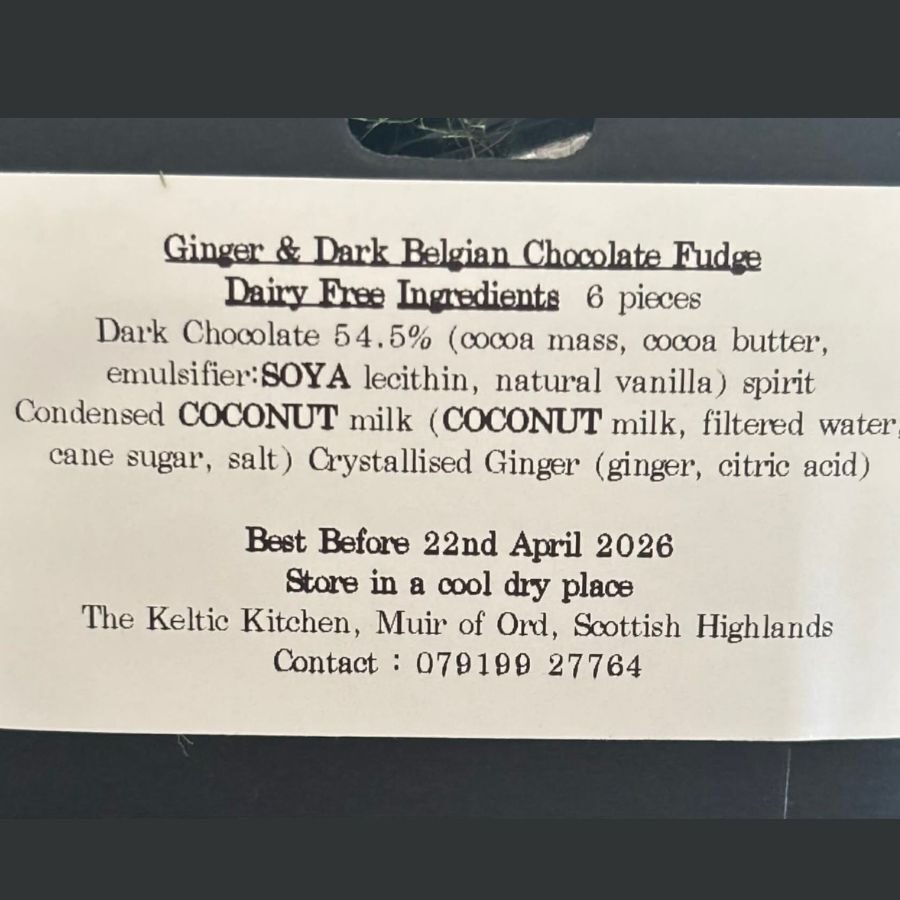 Ginger & Dark Belgian Chocolate Fudge
Dairy Free Ingredients 6 pieces
Dark Chocolate 54.5% (cocoa mass, cocoa butter,
emulsifier:SOYA lecithin, natural vanilla) spirit
Condensed COCONUT milk (COCONUT milk, filtered water,
cane sugar, salt) Crystallised Ginger (ginger, citric acid)
Best Before 22nd April 2026
Store in a cool dry place
The Keltic Kitchen, Muir of Ord, Scottish Highlands
Contact : 079199 27764